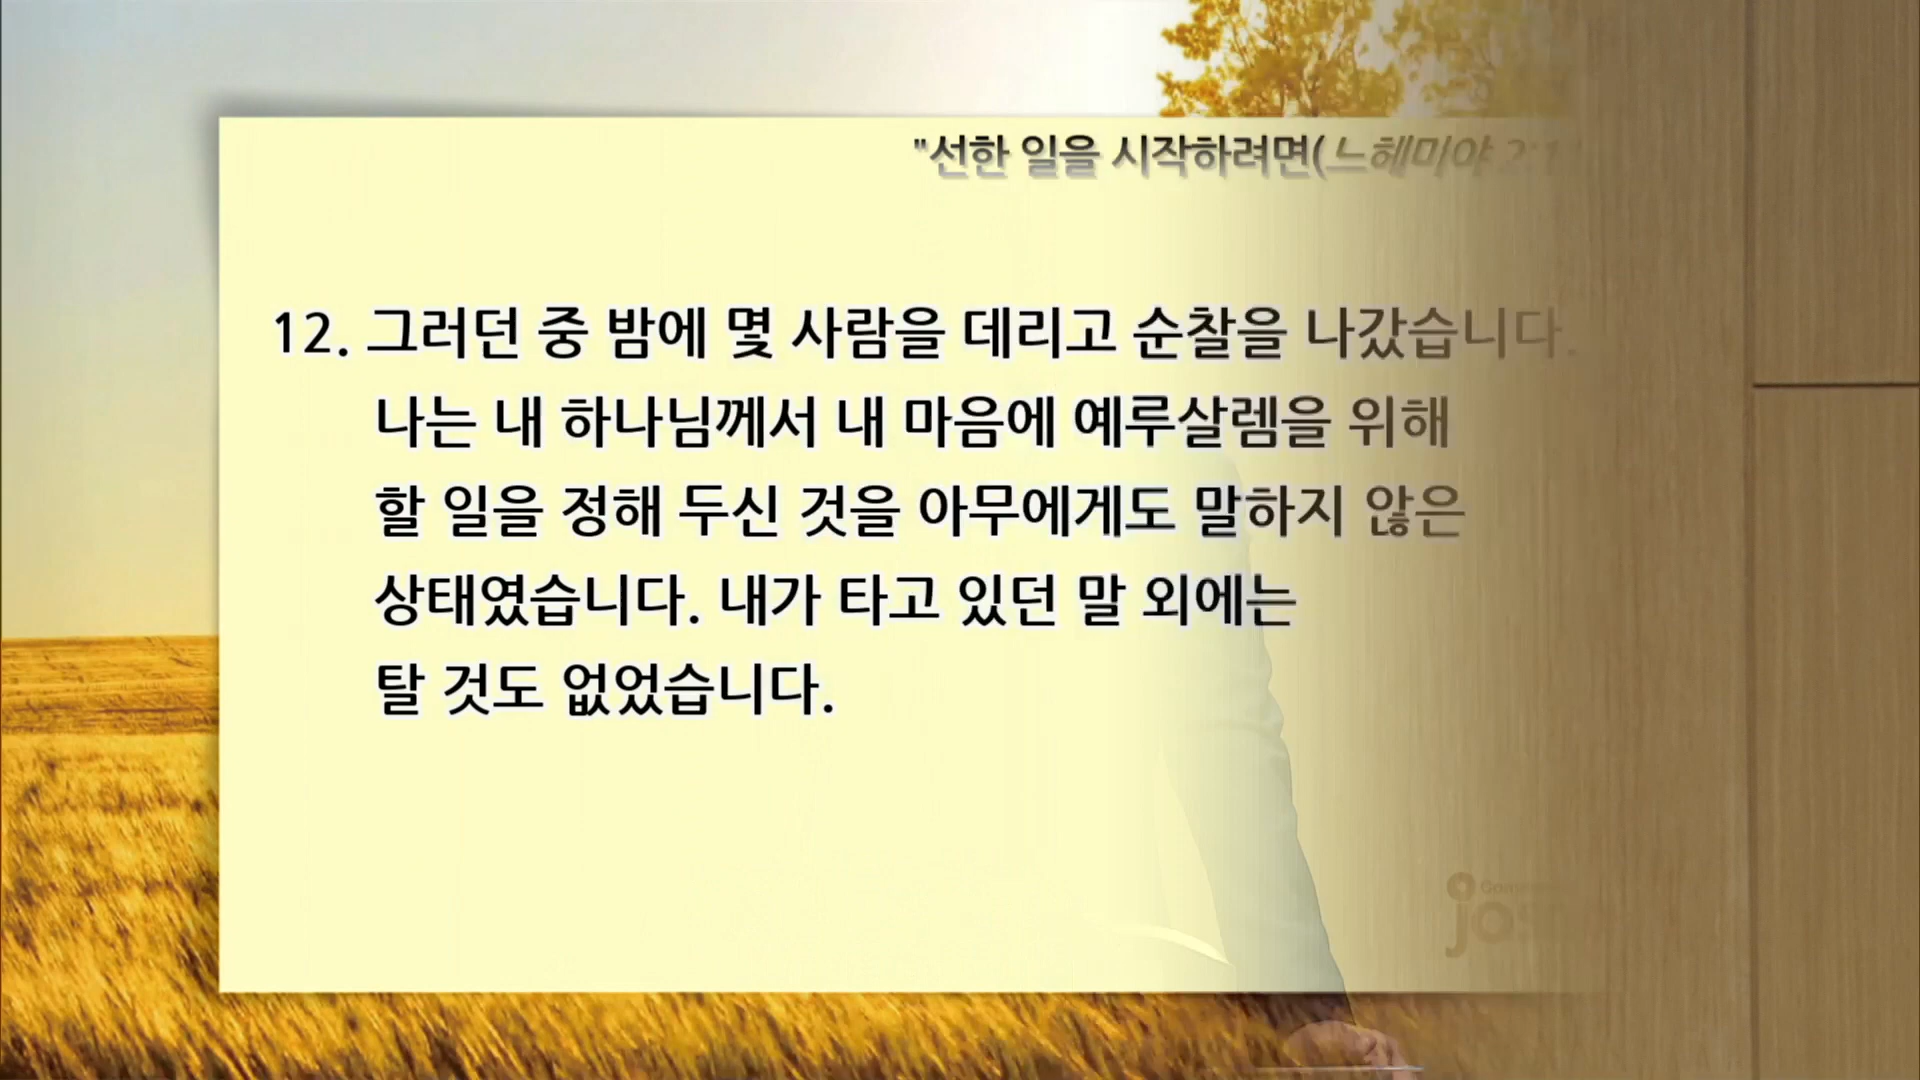 "선한 일을 시작하려면(느헤미야
12. 그러던 중 밤에 몇 사람을 데리고 순찰을 나갔습니다.
나는 내 하나님께서 내 마음에 예루살렘을 위해
할 일을 정해 두신 것을 아무에게도 말하지 않은
상태였습니다. 내가 타고 있던 말 외에는
탈 것도 없었습니다.